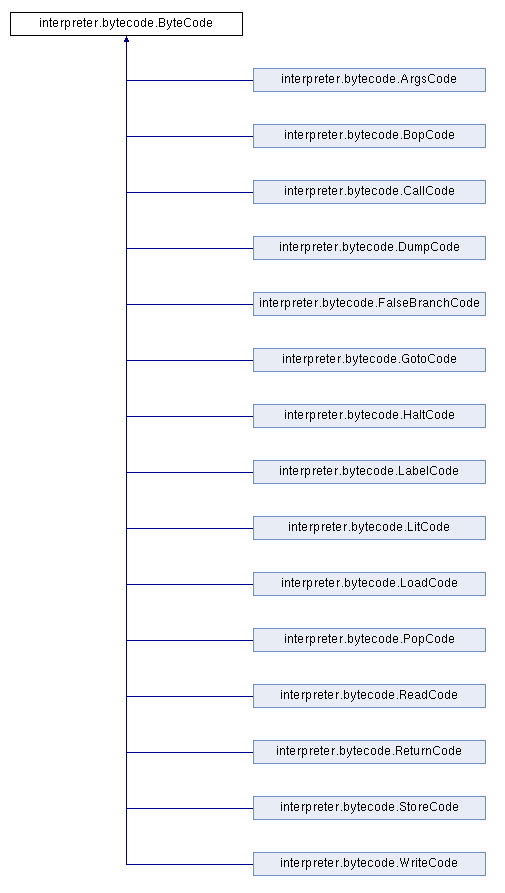 interpreter.bytecode.ByteCode
interpreter.bytecode.ArgsCode
interpreter.bytecode.BopCode
interpreter.bytecode.CallCode
interpreter.bytecode.DumpCode
interpreter.bytecode.FalseBranchCode
interpreter.bytecode.GotoCode
interpreter.bytecode.HaltCode
interpreter.bytecode.LabelCode
interpreter.bytecode.LitCode
interpreter.bytecode.LoadCode
interpreter.bytecode.PopCode
interpreter.bytecode.ReadCode
interpreter.bytecode.ReturnCode
interpreter.bytecode.StoreCode
interpreter.bytecode.WriteCode